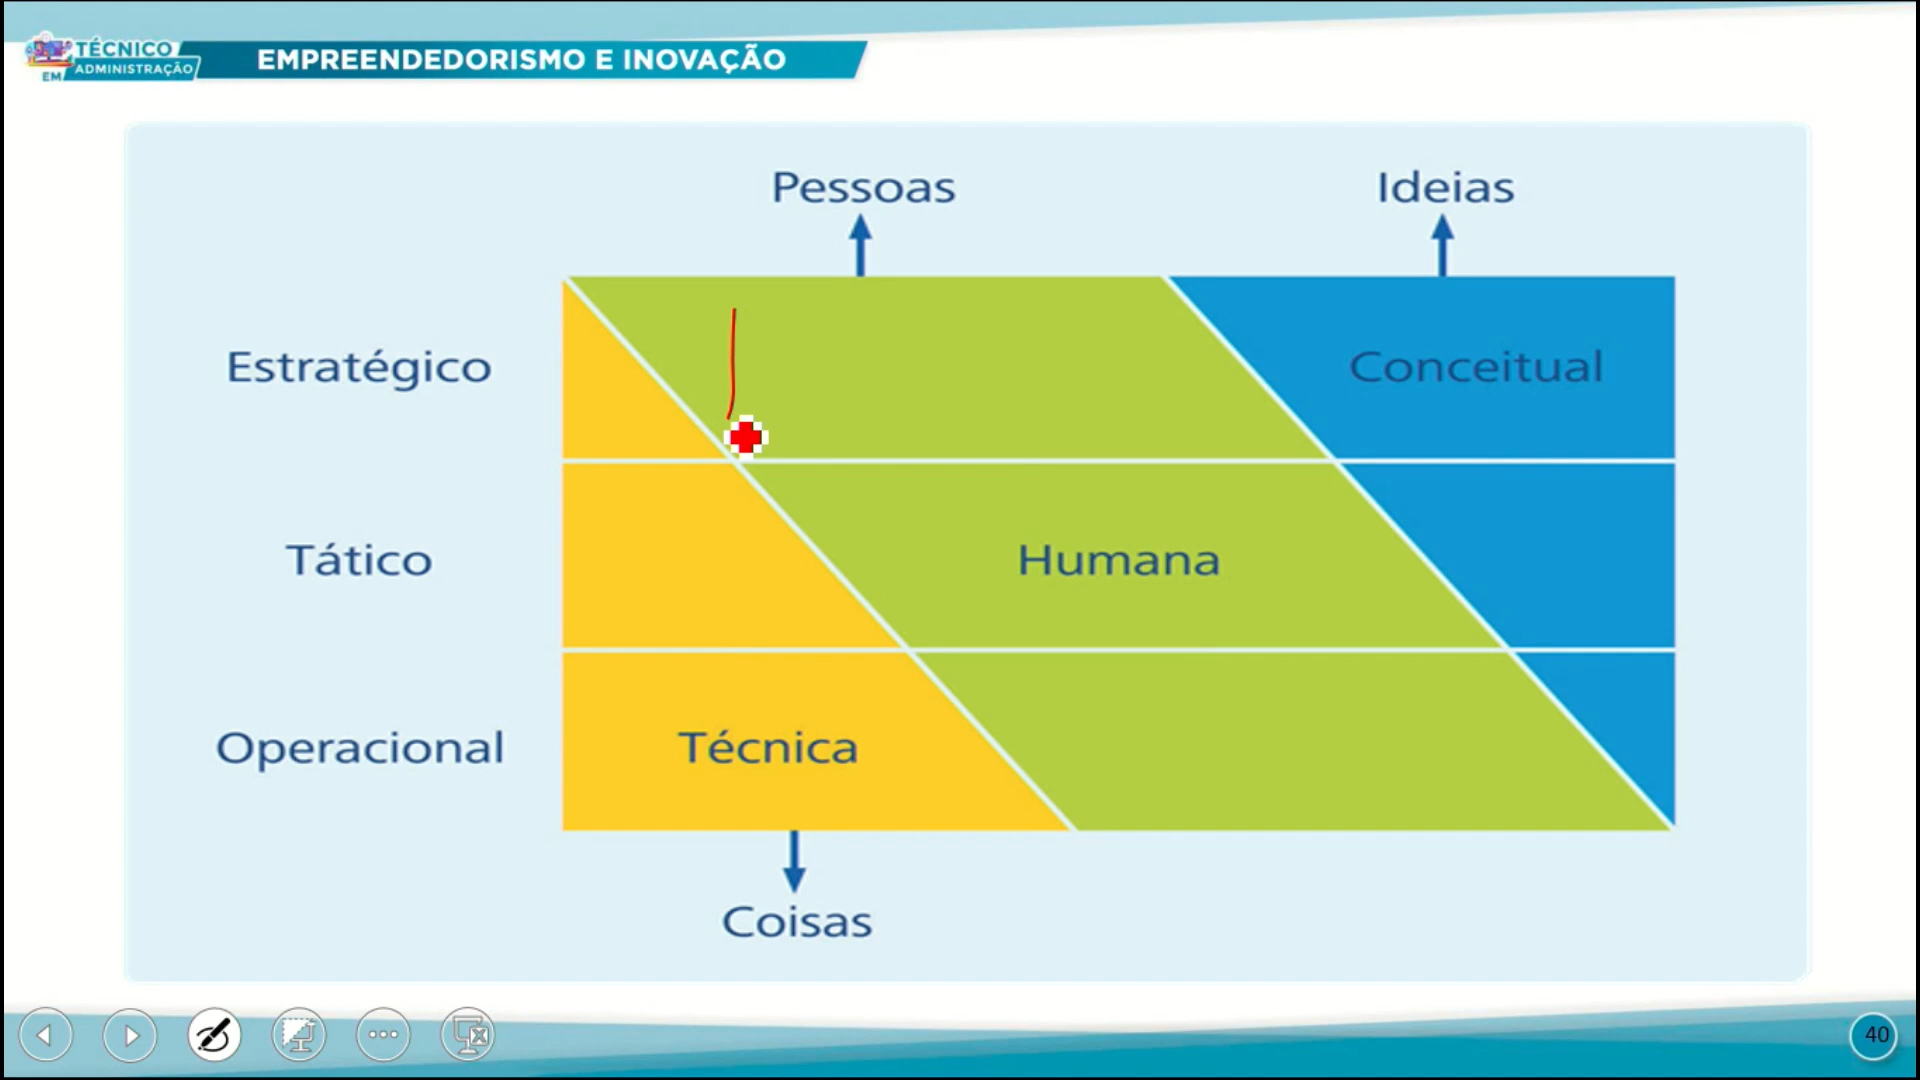 TÉCNICO
EM ADMINISTRAÇÃO
EMPREENDEDORISMO E INOVAÇÃO
Pessoas
Ideias
Estratégico
Conceitual
Tático
Humana
Operacional
Técnica
Coisas
40